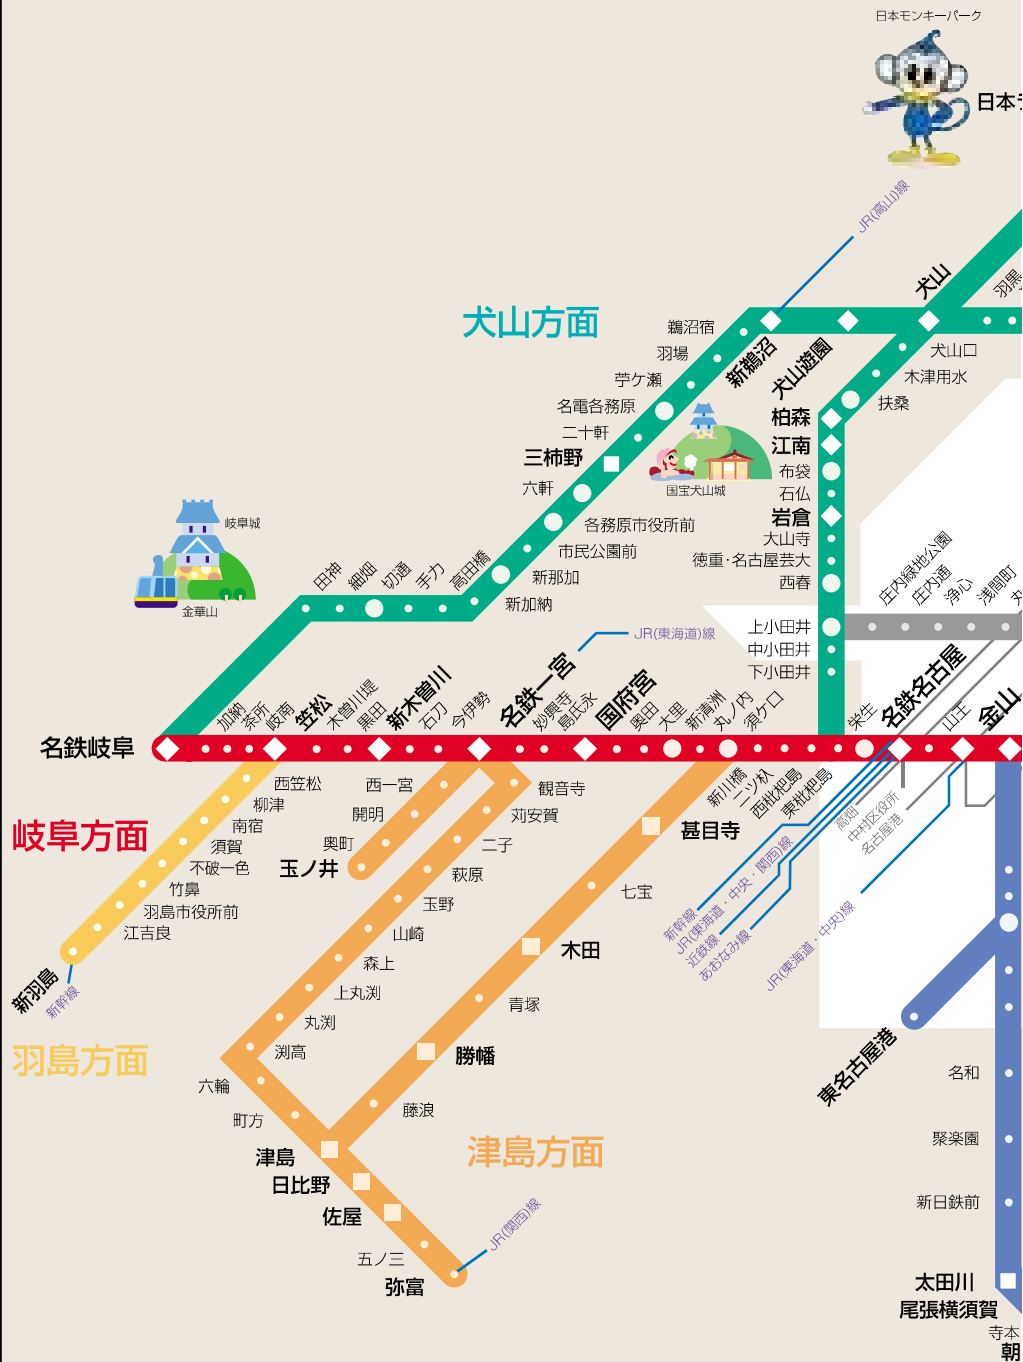 日本モンキーパーク
日本ラ
JR(高山)線
犬山
羽黒
犬山方面
鵜沼宿
羽場
苧ケ瀬
名電各務原
二十軒
三柿野
六軒
新鵜沼
犬山遊園
犬山口
木津用水
扶桑
柏森
江南
布袋
石仏
岩倉
大山寺
徳重・名古屋芸大
西春
上小田井
中小田井
下小田井
国宝犬山城
各務原市役所前
市民公園前
新那加
新加納
岐阜城
金華山
田神
細畑
切通
手力
高田橋
庄内緑地公園
庄内通
浄心
浅間町
丸
JR(東海道)線
名鉄岐阜
加納
茶所
岐南
笠松
木曽川堤
黒田
新木曽川
石刀
今伊勢
名鉄一宮
妙興寺
島氏永
国府宮
奥田
大里
新清洲
丸ノ内
須ケ口
栄生
名鉄名古屋
山王
金山
新川橋
二ツ杁
西枇杷島
東枇杷島
高畑
中村区役所
名古屋港
岐阜方面
西笠松
柳津
南宿
須賀
不破一色
竹鼻
羽島市役所前
江吉良
新羽島
新幹線
羽島方面
西一宮
開明
奥町
玉ノ井
観音寺
苅安賀
二子
萩原
玉野
山崎
森上
上丸渕
丸渕
渕高
六輪
町方
津島
日比野
佐屋
五ノ三
弥富
甚目寺
七宝
木田
青塚
勝幡
藤浪
津島方面
JR(関西)線
新幹線
JR(東海道・中央・関西)線
近鉄線
あおなみ線
JR(東海道・中央)線
東名古屋港
名和
聚楽園
新日鉄前
太田川
尾張横須賀
寺本
朝